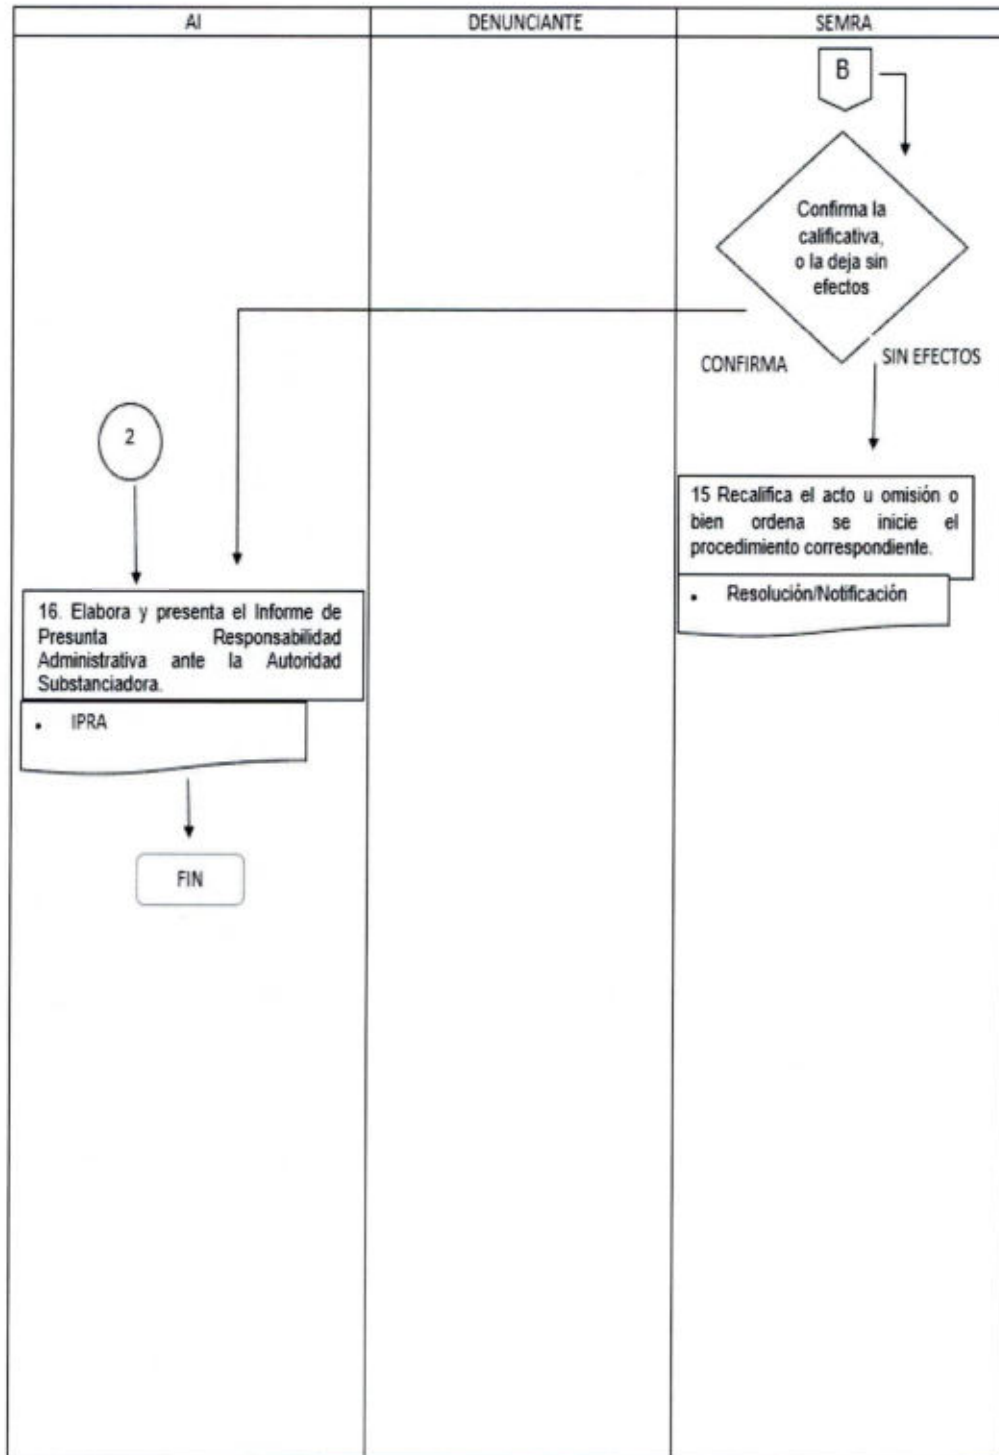 AI
DENUNCIANTE
SEMRA
B
Confirma la
calificativa,
o la deja sin
efectos
CONFIRMA
SIN EFECTOS
2
15 Recalifica el acto u omisión o
bien ordena se inicie el
procedimiento correspondiente.
• Resolución/Notificación
16. Elabora y presenta el Informe de
Presunta Responsabilidad
Administrativa ante la Autoridad
Substanciadora.
• IPRA
FIN